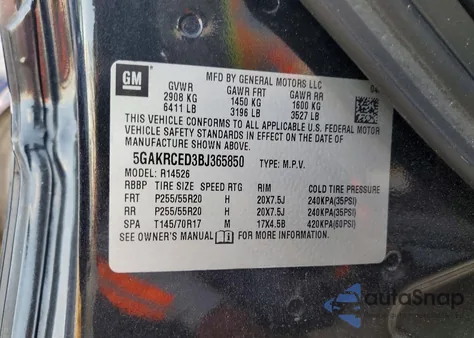 GM
MFD BY GENERAL MOTORS LLC
GVWR GAWR FRT GAWR RR
2908 KG 1450 KG 1600 KG
6411 LB 3196 LB 3527 LB
THIS VEHICLE CONFORMS TO ALL APPLICABLE U.S. FEDERAL MOTOR
VEHICLE SAFETY STANDARDS IN EFFECT ON THE DATE OF
MANUFACTURE SHOWN ABOVE.
5GAKRCED3BJ365850 TYPE: M.P.V.
MODEL: R14526
RBBP TIRE SIZE SPEED RTG RIM COLD TIRE PRESSURE
FRT P255/55R20 H 20X7.5J 240KPA(35PSI)
RR P255/55R20 H 20X7.5J 240KPA(35PSI)
SPA T145/70R17 M 17X4.5B 420KPA(60PSI)
SEE OWNER'S MANUAL FOR MORE INFORMATION.
autoSnap